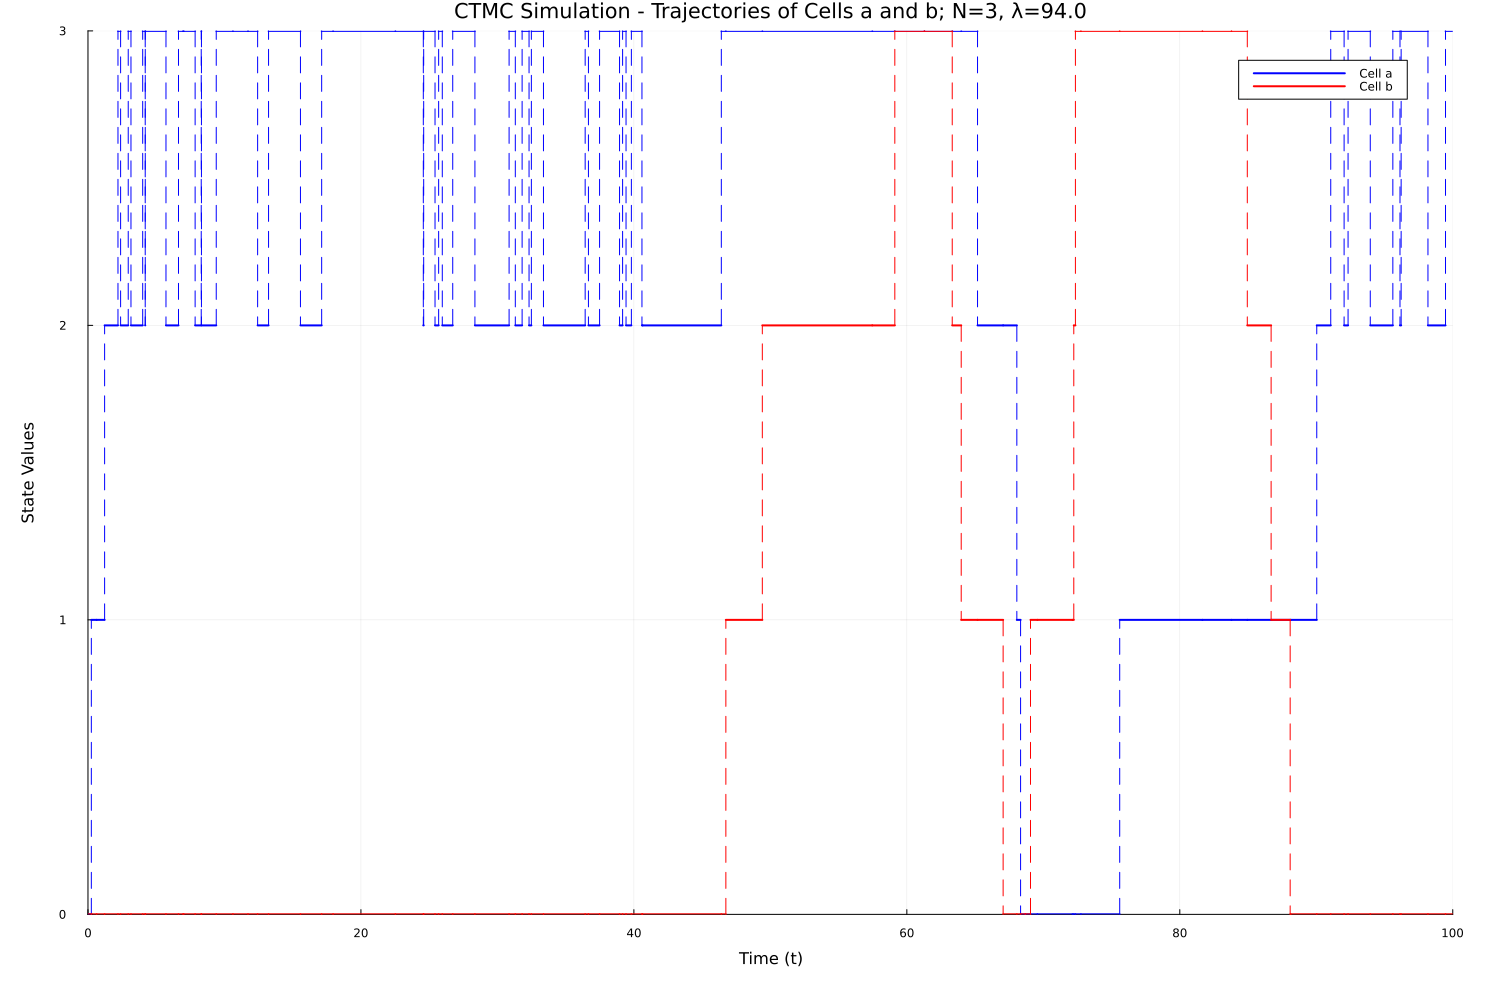 CTMC Simulation - Trajectories of Cells a and b; N=3, λ=94.0
3
Cell a
Cell b
2
State Values
1
0
0 20 40 60 80 100
Time (t)